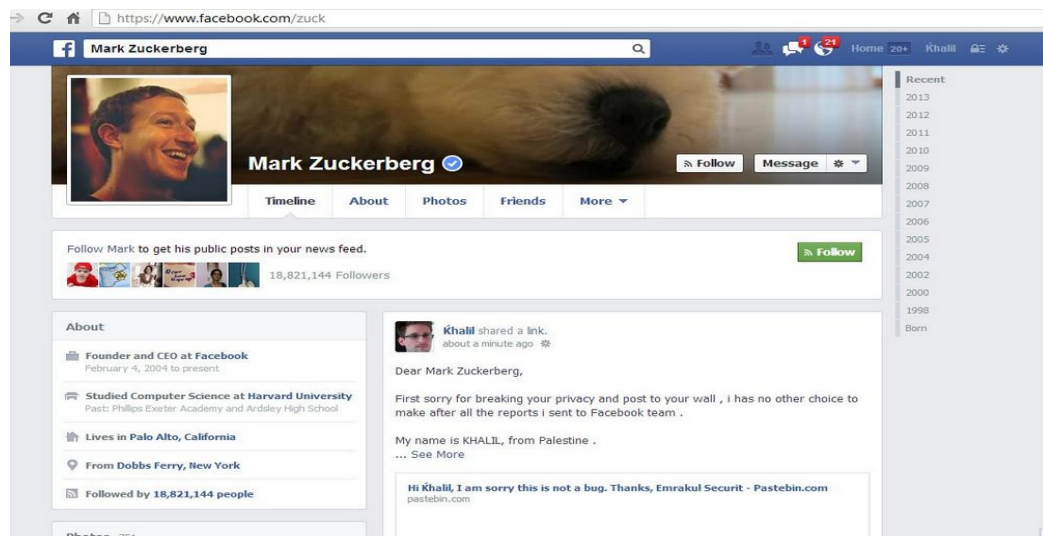 https://www.facebook.com/zuck
f Mark Zuckerberg
1 21 Home 20+ Ќhalil
Mark Zuckerberg
Follow Message
Timeline About Photos Friends More
Follow Mark to get his public posts in your news feed.
18,821,144 Followers
Follow
About
Founder and CEO at Facebook
February 4, 2004 to present
Studied Computer Science at Harvard University
Past: Philips Exeter Academy and Ardsley High School
Lives in Palo Alto, California
From Dobbs Ferry, New York
Followed by 18,821,144 people
Photos
Ќhalil shared a link.
about a minute ago
Dear Mark Zuckerberg,
First sorry for breaking your privacy and post to your wall , i has no other choice to
make after all the reports i sent to Facebook team .
My name is KHALIL, from Palestine .
... See More
Hi Ќhalil, I am sorry this is not a bug. Thanks, Emrakul Securit - Pastebin.com
pastebin.com
Recent
2013
2012
2011
2010
2009
2008
2007
2006
2005
2004
2002
2000
1998
Born